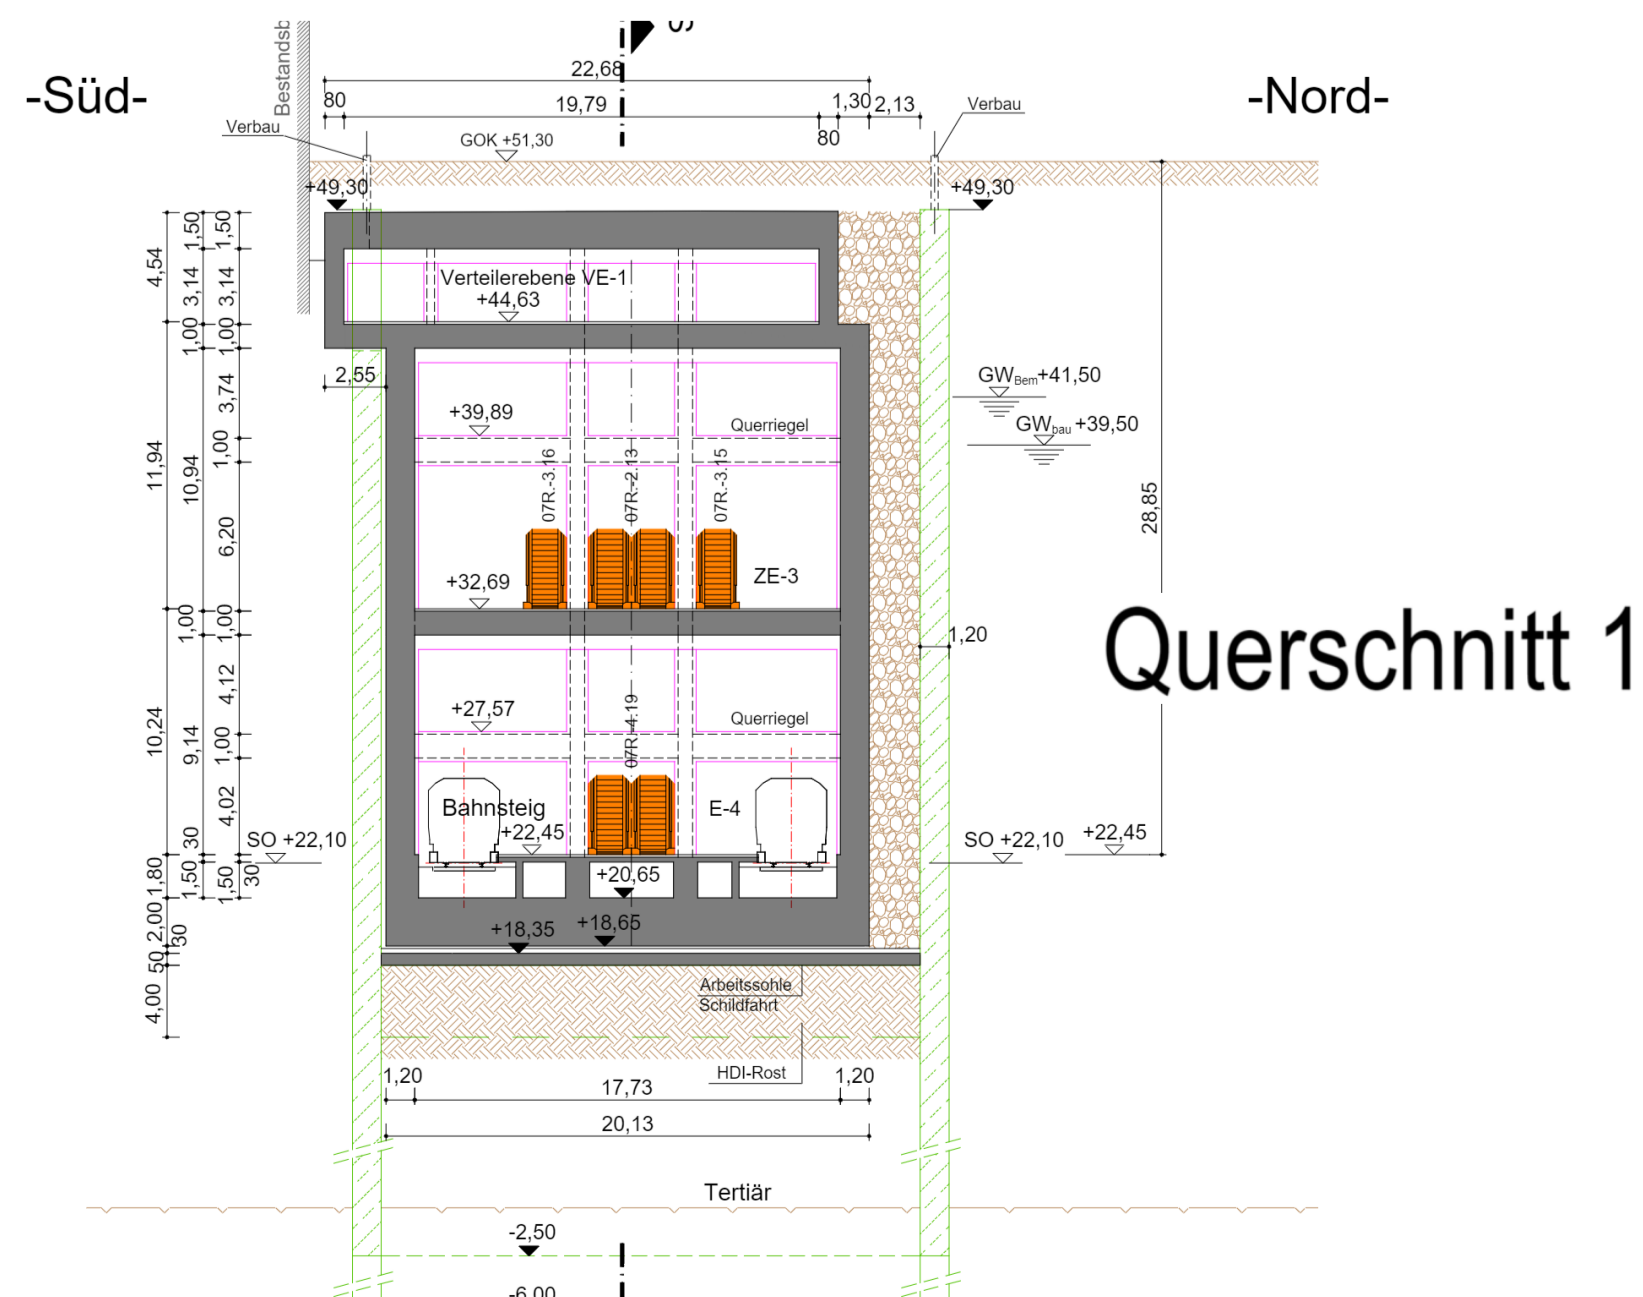 S
-Süd-
-Nord-
Bestandsb
22,68
80
19,79
1,30
2,13
80
Verbau
Verbau
GOK +51,30
+49,30
+49,30
4,54
1,50
1,50
3,14
3,14
1,00
1,00
Verteilerebene VE-1
+44,63
2,55
3,74
GW Bem +41,50
GW bau +39,50
+39,89
Querriegel
11,94
10,94
1,00
6,20
07R.-3.16
07R.-2.13
07R.-3.15
28,85
+32,69
ZE-3
1,00
1,00
1,20
Querschnitt 1
4,12
+27,57
Querriegel
07R.-4.19
10,24
9,14
1,00
4,02
Bahnsteig
E-4
+22,45
SO +22,10
SO +22,10
+22,45
30
1,80
1,50
1,50
30
+20,65
2,00
30
+18,35
+18,65
50
4,00
Arbeitssohle
Schildfahrt
HDI-Rost
1,20
17,73
1,20
20,13
Tertiär
-2,50
-6,00